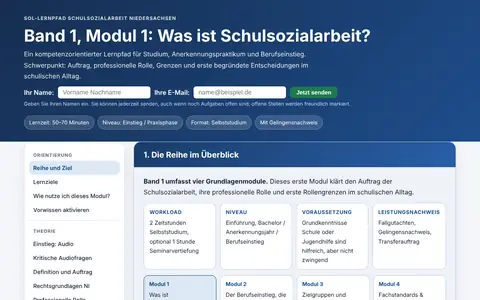 SOL-LERNPFAD SCHULSOZIALARBEIT NIEDERSACHSEN
Band 1, Modul 1: Was ist Schulsozialarbeit?
Ein kompetenzorientierter Lernpfad für Studium, Anerkennungspraktikum und Berufseinstieg.
Schwerpunkt: Auftrag, professionelle Rolle, Grenzen und erste begründete Entscheidungen im
schulischen Alltag.
Ihr Name: Vorname Nachname Ihr E-Mail: name@beispiel.de Jetzt senden
Geben Sie Ihren Namen ein. Sie können jederzeit senden, auch wenn noch Aufgaben offen sind; offene Stellen werden freundlich markiert.
Lernzeit: 50–70 Minuten Niveau: Einstieg / Praxisphase Format: Selbststudium Mit Gelingensnachweis
ORIENTIERUNG
Reihe und Ziel
Lernziele
Wie nutze ich dieses Modul?
Vorwissen aktivieren
THEORIE
Einstieg: Audio
Kritische Audiofragen
Definition und Auftrag
Rechtsgrundlagen NI
Professionelle Rolle
1. Die Reihe im Überblick
Band 1 umfasst vier Grundlagenmodule. Dieses erste Modul klärt den Auftrag der
Schulsozialarbeit, ihre professionelle Rolle und erste Rollengrenzen im schulischen Alltag.
WORKLOAD
2 Zeitstunden
Selbststudium,
optional 1 Stunde
Seminarvertiefung
NIVEAU
Einführung, Bachelor /
Anerkennungsjahr /
Berufseinstieg
VORAUSSETZUNG
Grundkenntnisse
Schule oder
Jugendhilfe sind
hilfreich, aber nicht
zwingend
LEISTUNGSNACHWEIS
Fallgutachten,
Gelingensnachweis,
Transferauftrag
Modul 1
Was ist
Modul 2
Der Berufseinstieg, die
Modul 3
Zielgruppen und
Modul 4
Fachstandards &